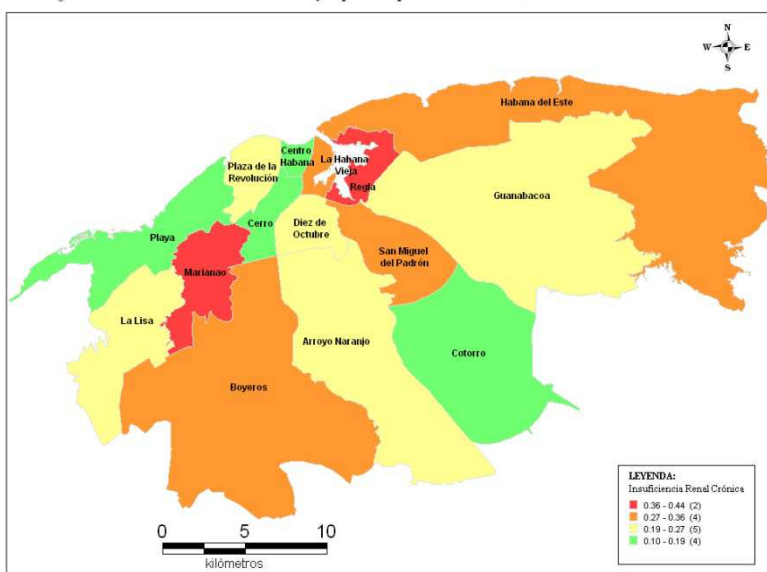 N
W E
S
Habana del Este
Centro
Habana
La Habana
Vieja
Plaza de la
Revolución
Regla
Guanabacoa
Diez de
Octubre
Cerro
Playa
San Miguel
del Padrón
Marianao
La Lisa
Arroyo Naranjo
Cotorro
Boyeros
LEYENDA:
Insuficiencia Renal Crónica
0.36 - 0.44 (2)
0.27 - 0.36 (4)
0.19 - 0.27 (5)
0.10 - 0.19 (4)
0 5 10
kilómetros